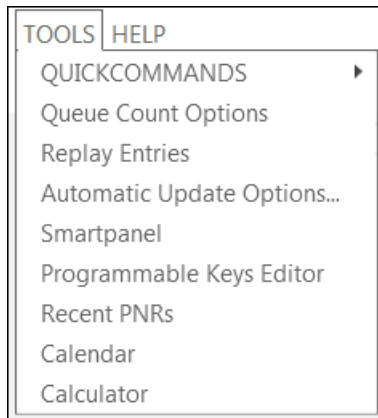 TOOLS HELP
QUICKCOMMANDS
Queue Count Options
Replay Entries
Automatic Update Options...
Smartpanel
Programmable Keys Editor
Recent PNRs
Calendar
Calculator